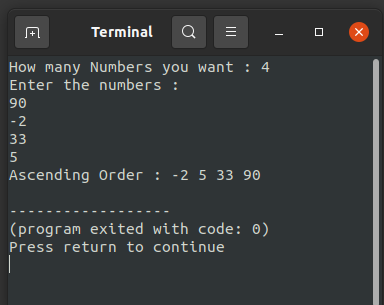 Terminal
How many Numbers you want : 4
Enter the numbers :
90
-2
33
5
Ascending Order : -2 5 33 90
------------------
(program exited with code: 0)
Press return to continue